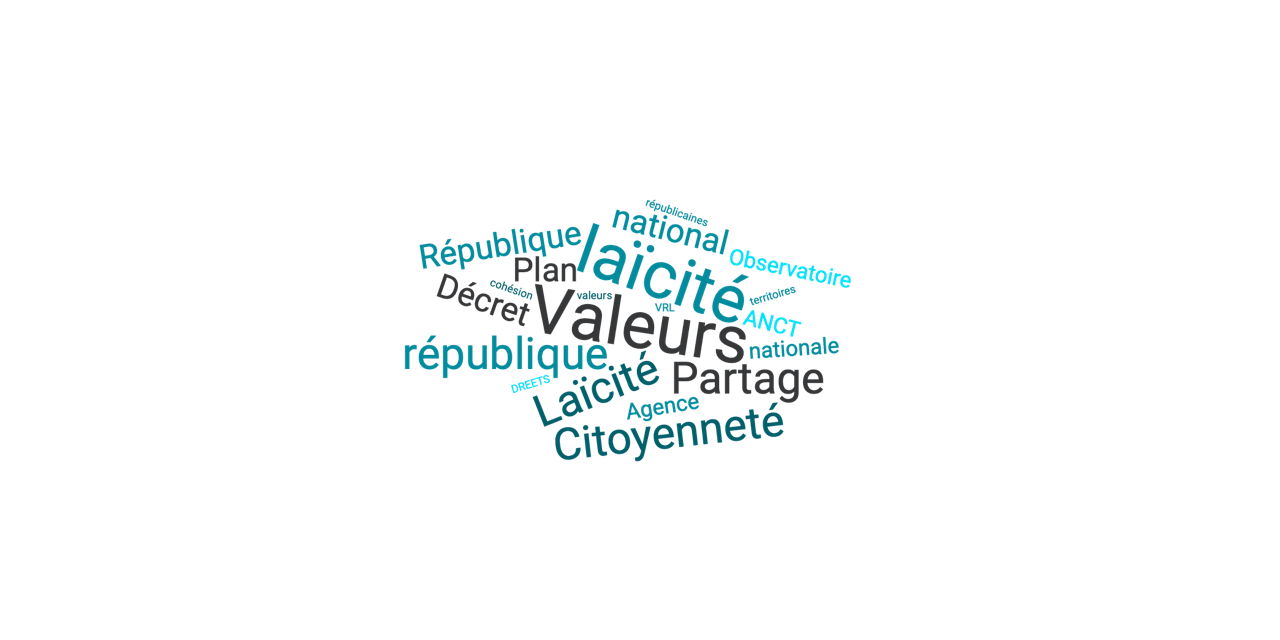 républicaines
national
République
laïcité
Observatoire
Plan
Décret
cohésion
valeurs
territoires
VRL
Valeurs
ANCT
république
nationale
Laïcité
Partage
DREETS
Agence
Citoyenneté